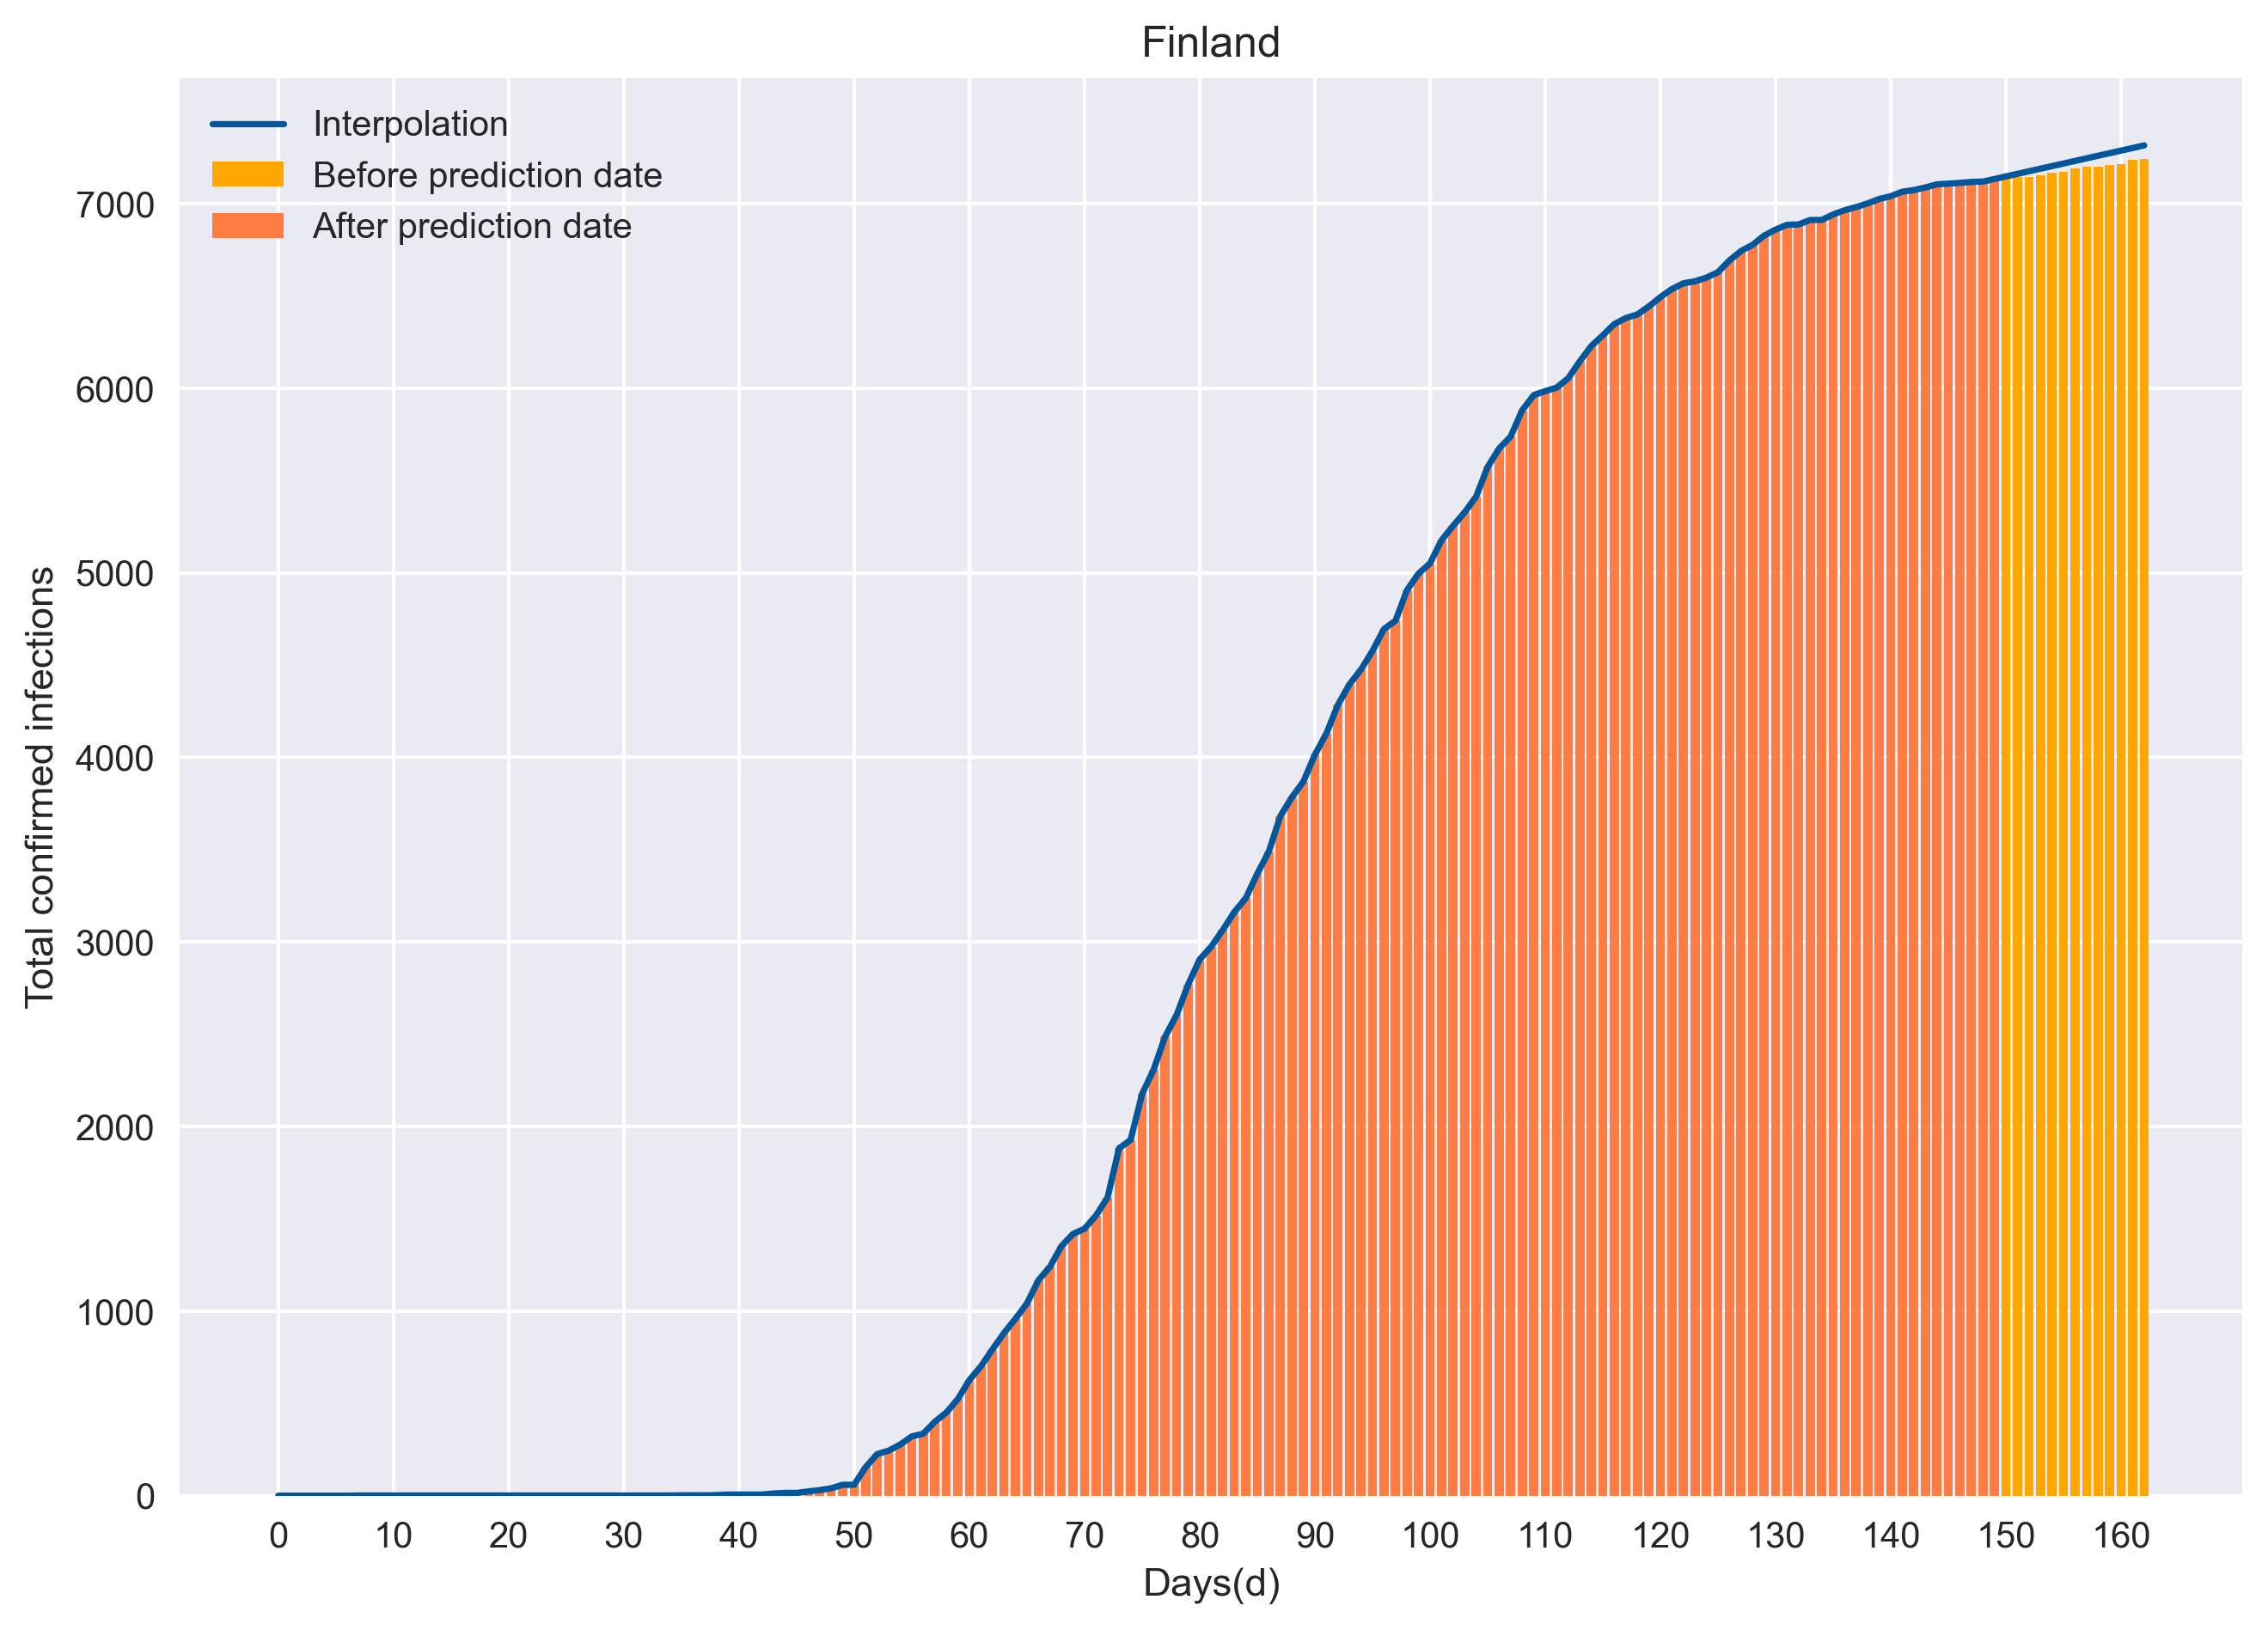 Finland
Interpolation
Before prediction date
After prediction date
Total confirmed infections
7000
6000
5000
4000
3000
2000
1000
0
0 10 20 30 40 50 60 70 80 90 100 110 120 130 140 150 160
Days(d)